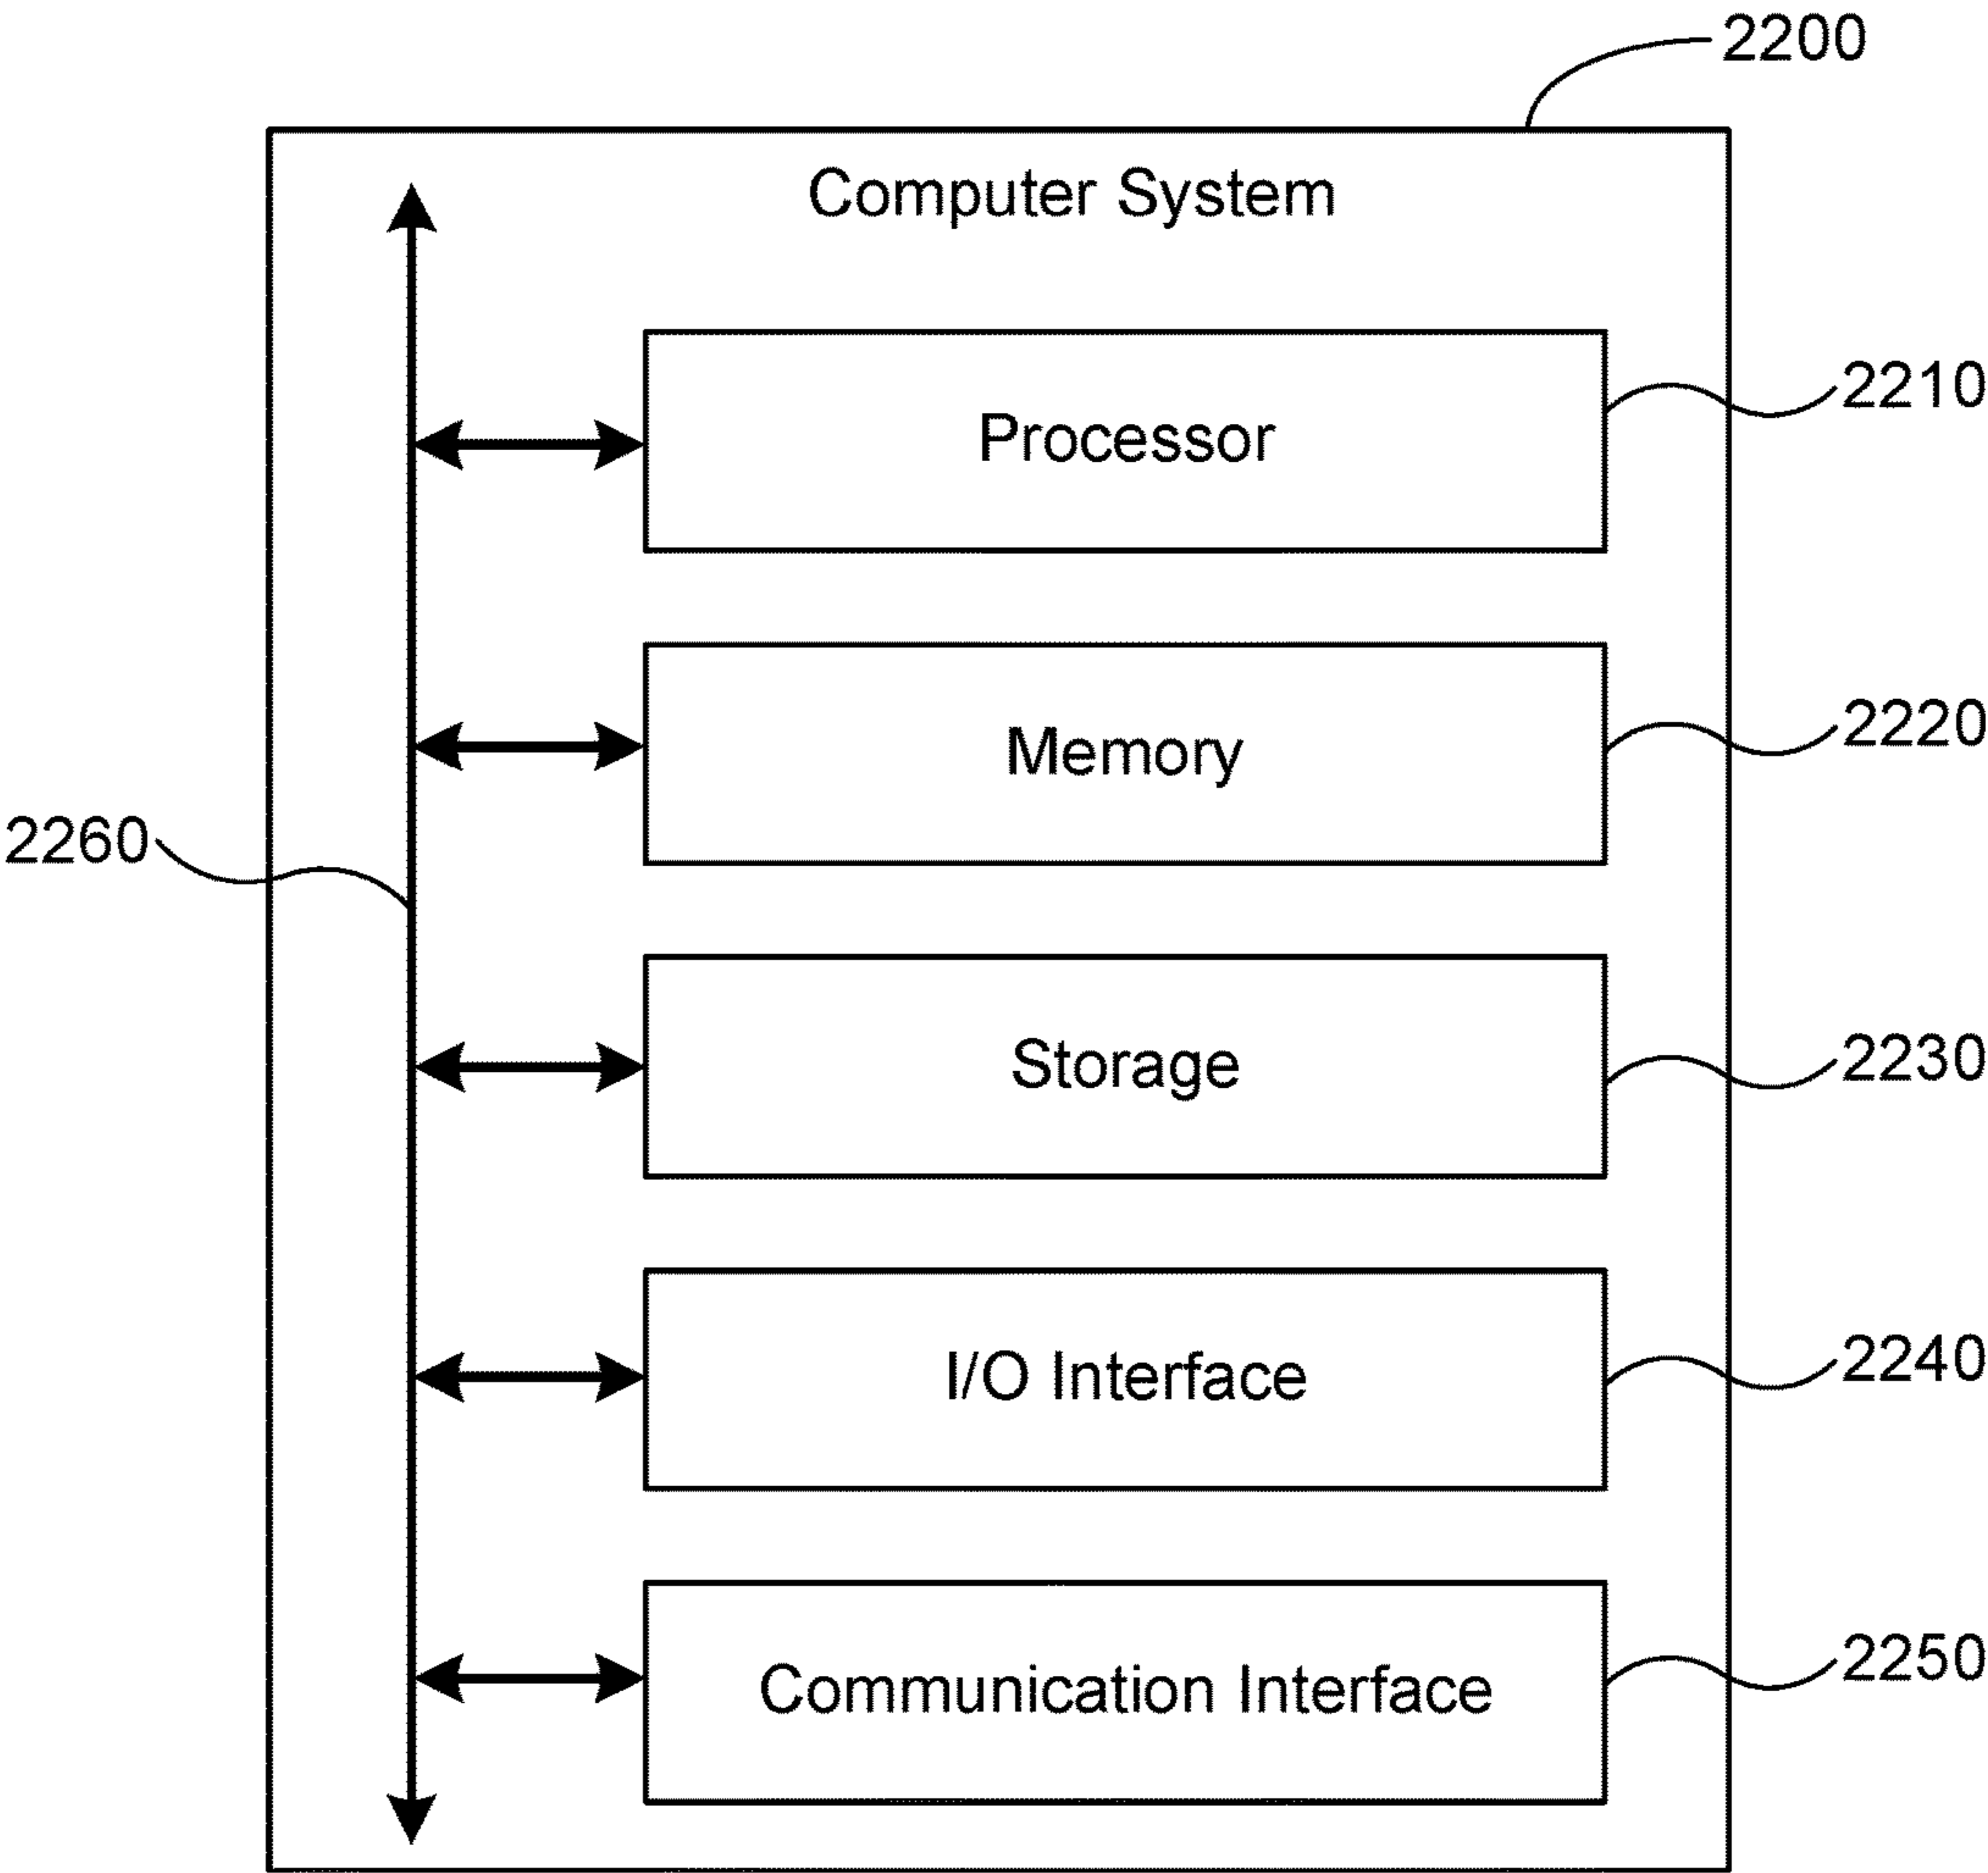 2200
Computer System
Processor
2210
Memory
2220
2260
Storage
2230
I/O Interface
2240
Communication Interface
2250